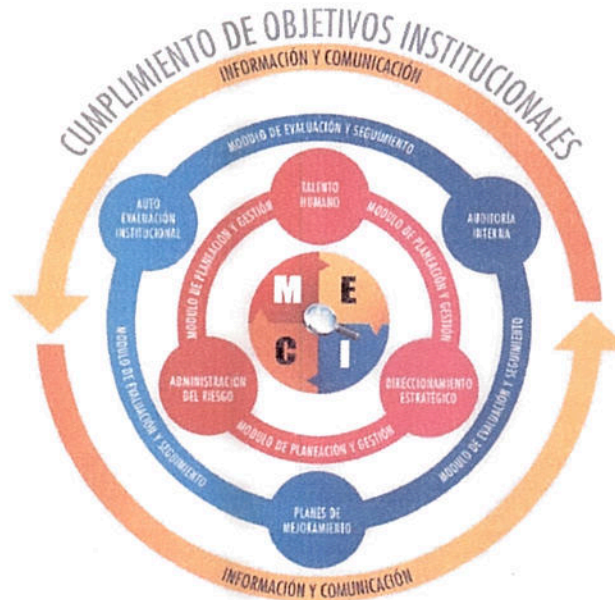 CUMPLIMIENTO DE OBJETIVOS INSTITUCIONALES
INFORMACIÓN Y COMUNICACIÓN
MODULO DE EVALUACIÓN Y SEGUIMIENTO
TALENTO
HUMANO
AUTO
EVALUACIÓN
INSTITUCIONAL
AUDITORÍA
INTERNA
MODULO DE PLANEACIÓN Y GESTIÓN
MODULO DE PLANEACIÓN Y GESTIÓN
M E
C I
ADMINISTRACIÓN
DEL RIESGO
DIRECCIONAMIENTO
ESTRATÉGICO
MODULO DE PLANEACIÓN Y GESTIÓN
MODULO DE EVALUACIÓN Y SEGUIMIENTO
MODULO DE EVALUACIÓN Y SEGUIMIENTO
PLANES DE
MEJORAMIENTO
INFORMACIÓN Y COMUNICACIÓN